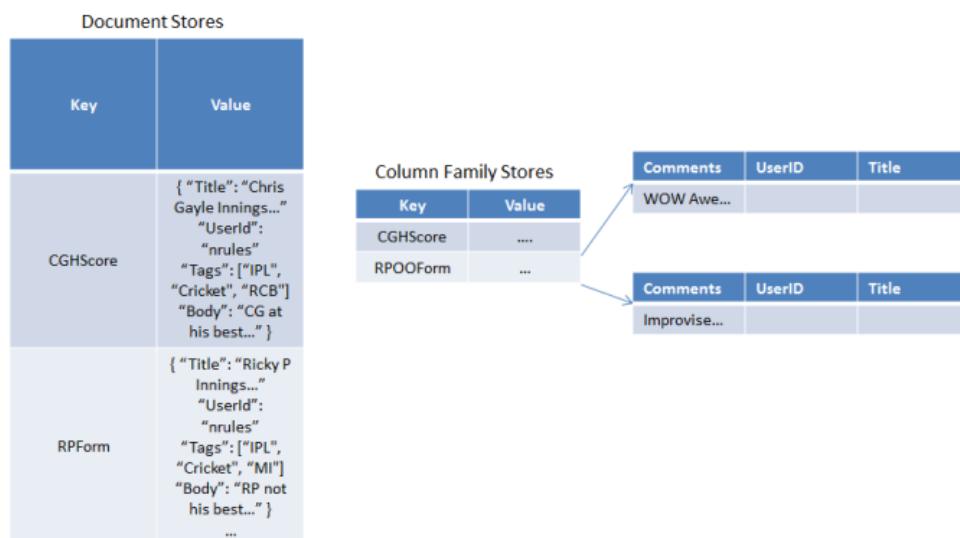 Document Stores
Key Value
CGHScore
{ “Title”: “Chris
Gayle Innings…”
“UserId”:
“nrules”
“Tags”: ["IPL",
“Cricket", “RCB”]
“Body”: “CG at
his best…” }
RPForm
{ “Title”: “Ricky P
Innings…”
“UserId”:
“nrules”
“Tags”: ["IPL",
“Cricket", “MI”]
“Body”: “RP not
his best…” }
…
Column Family Stores
Key Value
CGHScore ….
RPOOForm …
Comments UserID Title
WOW Awe…
Comments UserID Title
Improvise…